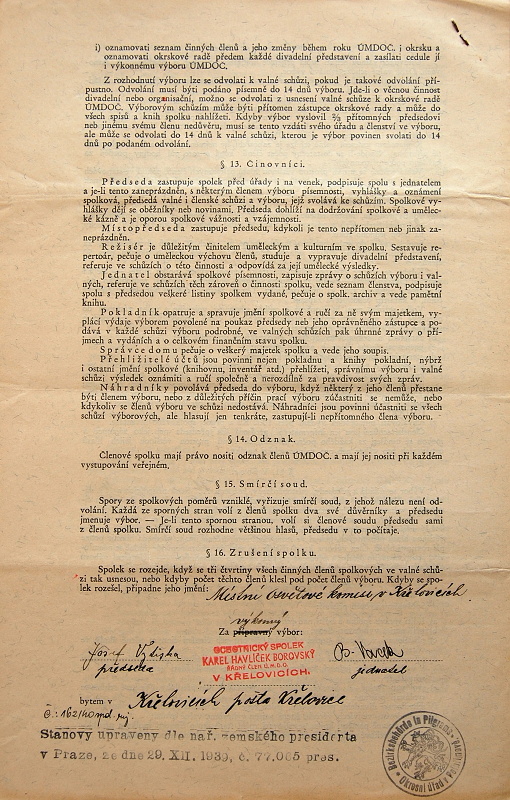 i) oznamovati seznam činných členů a jeho změny během roku ÚMDOČ. i okrsku a
oznamovati okrskové radě předem každé divadelní představení a zasílati cedule jí
i výkonnému výboru ÚMDOČ.
Z rozhodnutí výboru lze se odvolati k valné schůzi, pokud je takové odvolání pří-
pustno. Odvolání musí býti podáno písemně do 14 dnů výboru. Jde-li o věcnou činnost
divadelní nebo organisační, možno se odvolati z usnesení valné schůze k okrskové radě
ÚMDOČ. Výborovým schůzím může býti přítomen zástupce okrskové rady a může do
všech spisů a knih spolku nahlížeti. Kdyby výbor vyslovil ⅔ přítomných předsedovi
neb jinému svému členu nedůvěru, musí se tento vzdáti svého úřadu a členství ve výboru,
ale může se odvolati do 14 dnů k valné schůzi, kterou je výbor povinen svolati do 14 dnů
po podaném odvolání.
§ 13. Činovníci.
Předseda zastupuje spolek před úřady i na venek, podpisuje spolu s jednatelem
a je-li tento zaneprázdněn, s některým členem výboru písemnosti, vyhlášky a oznámení
spolková, předsedá valné i členské schůzi a výboru, jejž svolává ke schůzím. Spolkové vy-
hlášky dějí se oběžníky neb novinami. Předseda dohlíží na dodržování spolkové a umělec-
ké kázně a je oporou spolkové vážnosti a vzájemnosti.
Místopředseda zastupuje předsedu, kdykoli je tento nepřítomen neb jinak za-
neprázdněn.
Režisér je důležitým činitelem uměleckým a kulturním ve spolku. Sestavuje re-
pertoár, pečuje o uměleckou výchovu členů, studuje a vypravuje divadelní představení,
referuje ve schůzích o této činnosti a odpovídá za její umělecké výsledky.
Jednatel obstarává spolkové písemnosti, zapisuje zprávy o schůzích výboru i val-
ných, referuje ve schůzích těch zároveň o činnosti spolku, vede seznam členstva, podpisuje
spolu s předsedou veškeré listiny spolkem vydané, pečuje o spolk. archiv a vede pamětní
knihu.
Pokladník opatruje a spravuje jmění spolkové a ručí za ně svým majetkem, vy-
plácí výdaje výborem povolené na poukaz předsedy neb jeho oprávněného zástupce a po-
dává v každé schůzi výboru podrobné, ve valných schůzích pak úhrnné zprávy o pří-
jmech a vydáních a o celkovém finančním stavu spolku.
Správce domu pečuje o veškerý majetek spolku a vede jeho soupis.
Přehlížitelé účtů jsou povinni nejen pokladnu a knihy pokladní, nýbrž
i ostatní jmění spolkové (knihovnu, inventář atd.) přehlížeti, správnému výboru i valné
schůzi výsledek oznámiti a ručí společně a nerozdílně za pravdivost svých zpráv.
Náhradníky povolává předseda do výboru, když některý z jeho členů přestane
býti členem výboru, nebo z důležitých příčin prací výboru zúčastniti se nemůže, nebo
kdykoliv se členů výboru ve schůzi nedostává. Náhradníci jsou povinni účastniti se všech
schůzí výborových, ale hlasují jen tenkráte, zastupují-li nepřítomného člena výboru.
§ 14. Odznak.
Členové spolku mají právo nositi odznak členů ÚMDOČ. a mají jej nositi při každém
vystupování veřejném.
§ 15. Smírčí soud.
Spory ze spolkových poměrů vzniklé, vyřizuje smírčí soud, z jehož nálezu není od-
volání. Každá ze sporných stran volí z členů spolku dva své důvěrníky a předsedu
jmenuje výbor. — Je-li tento spornou stranou, volí si členové soudu předsedu sami
z členů spolku. Smírčí soud rozhodne většinou hlasů, předsedu v to počítaje.
§ 16. Zrušení spolku.
Spolek se rozejde, když se tři čtvrtiny všech činných členů spolkových ve valné schů-
zi tak usnesou, nebo kdyby počet těchto členů klesl pod počet členů výboru. Kdyby se spo-
lek rozešel, připadne jeho jmění: Místní osvětové komisi v Křelovicích.
výkonný
Za přípravný výbor:
Josef
OCHOTNICKÝ SPOLEK
KAREL HAVLÍČEK BOROVSKÝ
ŘÁDNÝ ČLEN Ú.M.D.O.Č.
V KŘELOVICÍCH.
předseda
jednatel
bytem v Křelovicích pošta Křelovice
Č.: 162/40
Stanovy upraveny dle nař. zemského presidenta
v Praze, ze dne 29. XII. 1939, č. 77.065 pres.
Bezirksbehörde in Pilgrams
Okresní úřad v